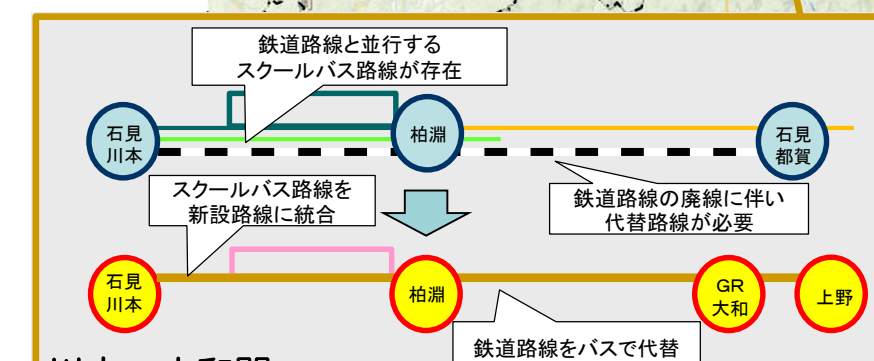 鉄道路線と並行する
スクールバス路線が存在
石見
川本
柏淵
石見
都賀
スクールバス路線を
新設路線に統合
鉄道路線の廃線に伴い
代替路線が必要
石見
川本
柏淵
GR
大和
上野
鉄道路線をバスで代替